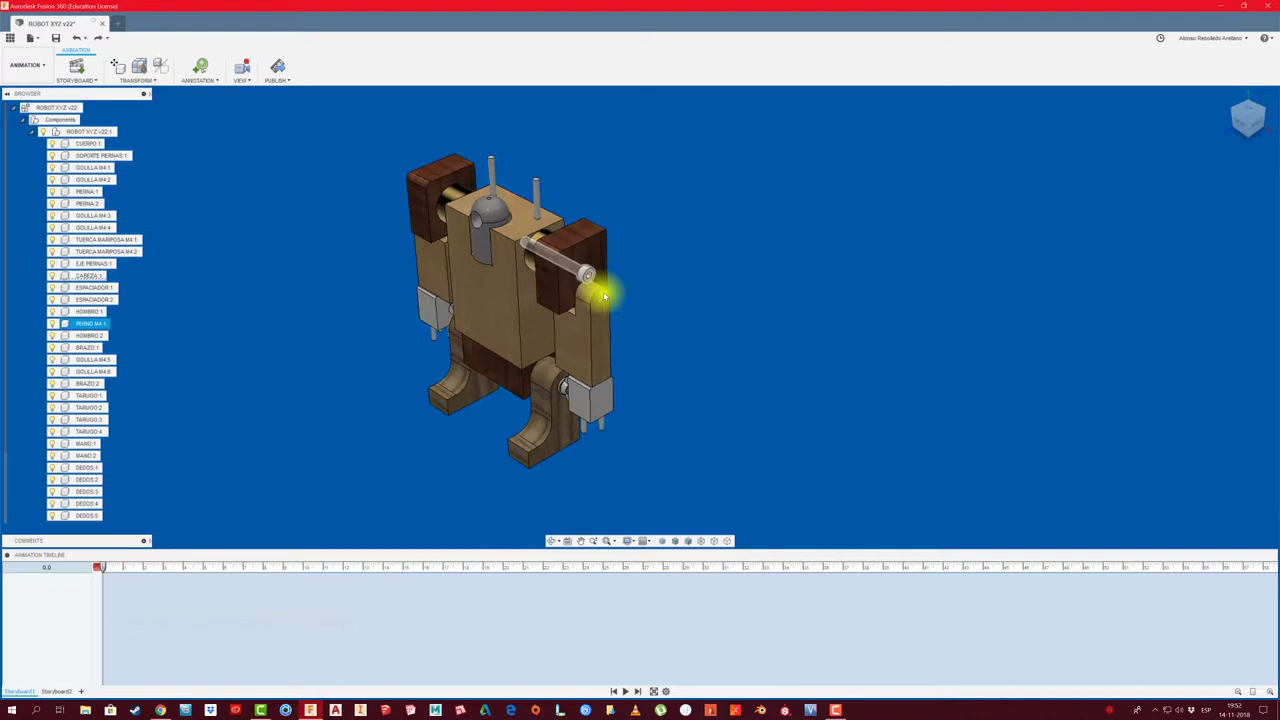 Autodesk Fusion 360 (Education License)
ROBOT XYZ v22*
Alonso Rebolledo Arellano
ANIMATION
ANIMATION
STORYBOARD
TRANSFORM
ANNOTATION
VIEW
PUBLISH
BROWSER
ROBOT XYZ v22
Components
ROBOT XYZ v22:1
CUERPO:1
SOPORTE PIERNAS:1
GOLILLA M4:1
GOLILLA M4:2
PIERNA:1
PIERNA:2
GOLILLA M4:3
GOLILLA M4:4
TUERCA MARIPOSA M4:1
TUERCA MARIPOSA M4:2
EJE PIERNAS:1
CABEZA:1
ESPACIADOR:1
ESPACIADOR:2
HOMBRO:1
PERNO M4:1
HOMBRO:2
BRAZO:1
GOLILLA M4:5
GOLILLA M4:6
BRAZO:2
TARUGO:1
TARUGO:2
TARUGO:3
TARUGO:4
MANO:1
MANO:2
DEDOS:1
DEDOS:2
DEDOS:3
DEDOS:4
DEDOS:5
COMMENTS
ANIMATION TIMELINE
0.0
Storyboard1 Storyboard2 +
ESP
19:52
14-11-2018